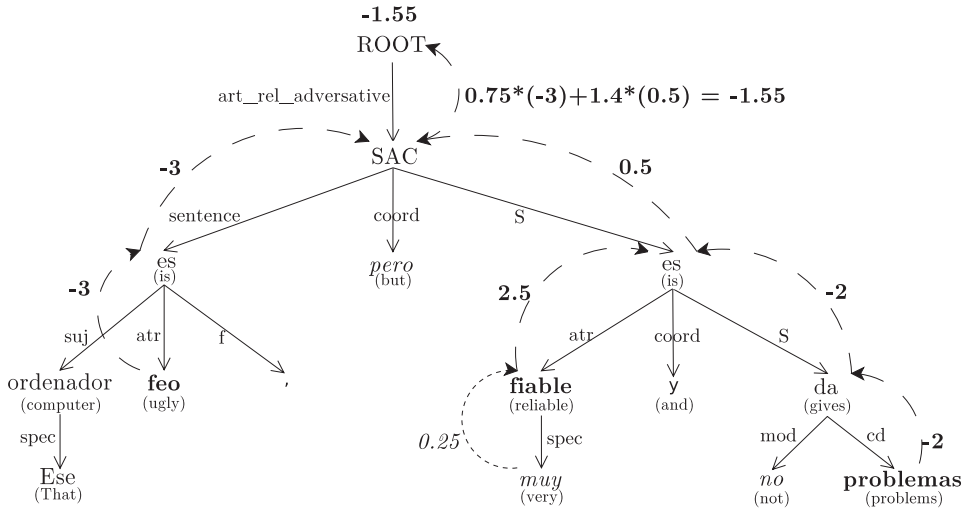 -1.55
ROOT
art_rel_adversative
0.75*(-3)+1.4*(0.5) = -1.55
SAC
-3
0.5
sentence
coord
S
es
(is)
pero
(but)
es
(is)
-3
2.5
-2
suj
atr
f
atr
coord
S
ordenador
(computer)
feo
(ugly)
,
fiable
(reliable)
y
(and)
da
(gives)
spec
0.25
spec
mod
cd
-2
Ese
(That)
muy
(very)
no
(not)
problemas
(problems)